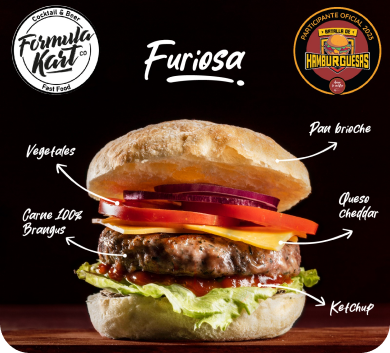 Cocktail & Beer
Formula
Kart
CO
Fast Food
Furiosa
PARTICIPANTE OFICIAL 2025
BATALLA DE
HAMBURGUESAS
Pan brioche
Vegetales
Queso
cheddar
Carne 100%
Brangus
Ketchup